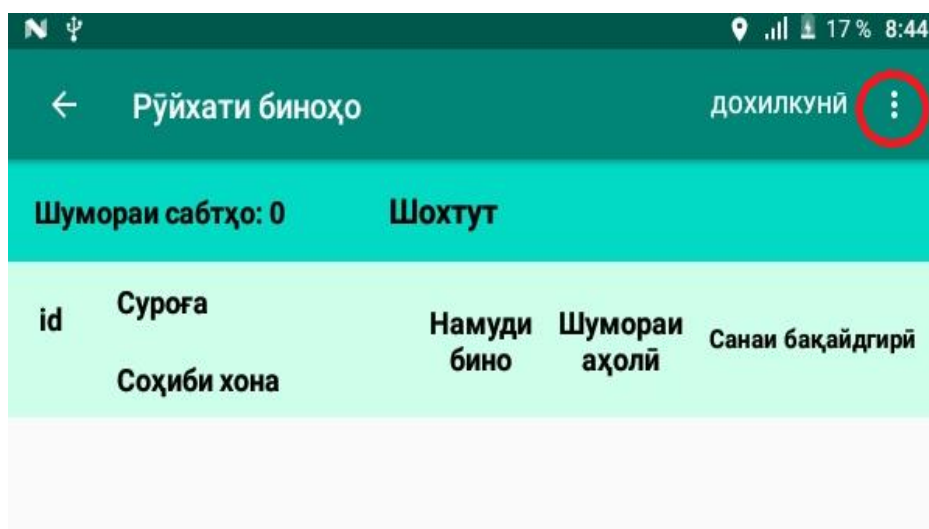 17 % 8:44
Рӯйхати биноҳо ДОХИЛКУНӢ
Шумораи сабтҳо: 0 Шохтут
id Суроға
Соҳиби хона
Намуди бино
Шумораи аҳолӣ
Санаи бақайдгирӣ